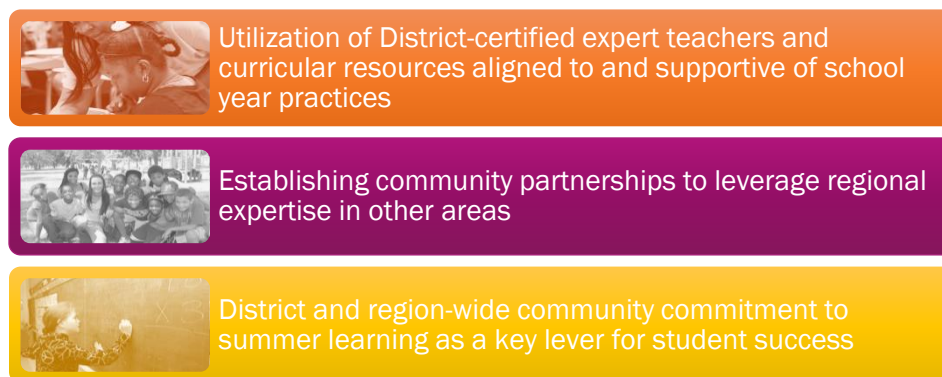 Utilization of District-certified expert teachers and
curricular resources aligned to and supportive of school
year practices
Establishing community partnerships to leverage regional
expertise in other areas
District and region-wide community commitment to
summer learning as a key lever for student success